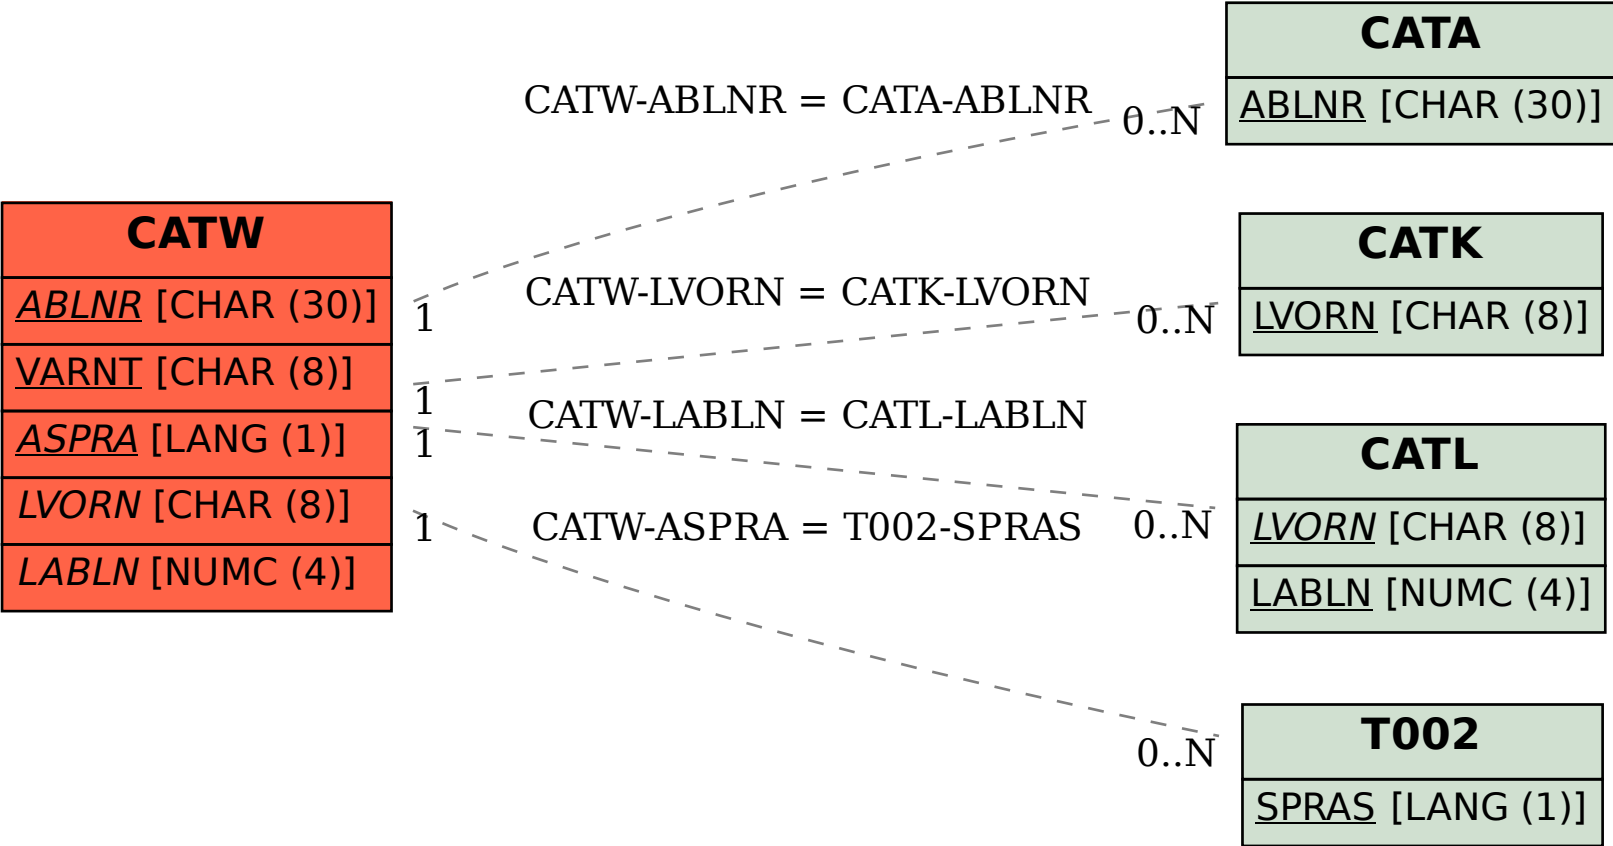 CATW
ABLNR [CHAR (30)]
VARNT [CHAR (8)]
ASPRA [LANG (1)]
LVORN [CHAR (8)]
LABLN [NUMC (4)]
CATW-ABLNR = CATA-ABLNR
1
0..N
CATW-LVORN = CATK-LVORN
1
0..N
CATW-LABLN = CATL-LABLN
1
0..N
CATW-ASPRA = T002-SPRAS
1
0..N
CATA
ABLNR [CHAR (30)]
CATK
LVORN [CHAR (8)]
CATL
LVORN [CHAR (8)]
LABLN [NUMC (4)]
T002
SPRAS [LANG (1)]